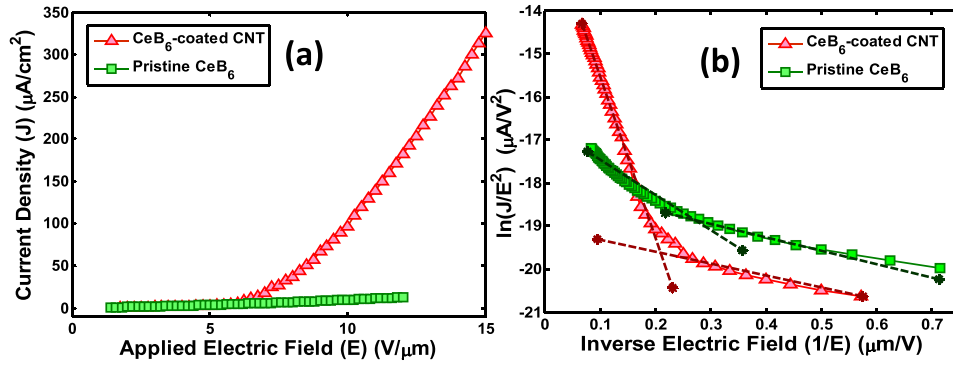 CeB6-coated CNT
Pristine CeB6
(a)
350
300
250
200
150
100
50
0
0
5
10
15
Current Density (J) (μA/cm2)
Applied Electric Field (E) (V/μm)
CeB6-coated CNT
Pristine CeB6
(b)
-14
-15
-16
-17
-18
-19
-20
-21
0
0.1
0.2
0.3
0.4
0.5
0.6
0.7
ln(J/E2) (μA/V2)
Inverse Electric Field (1/E) (μm/V)